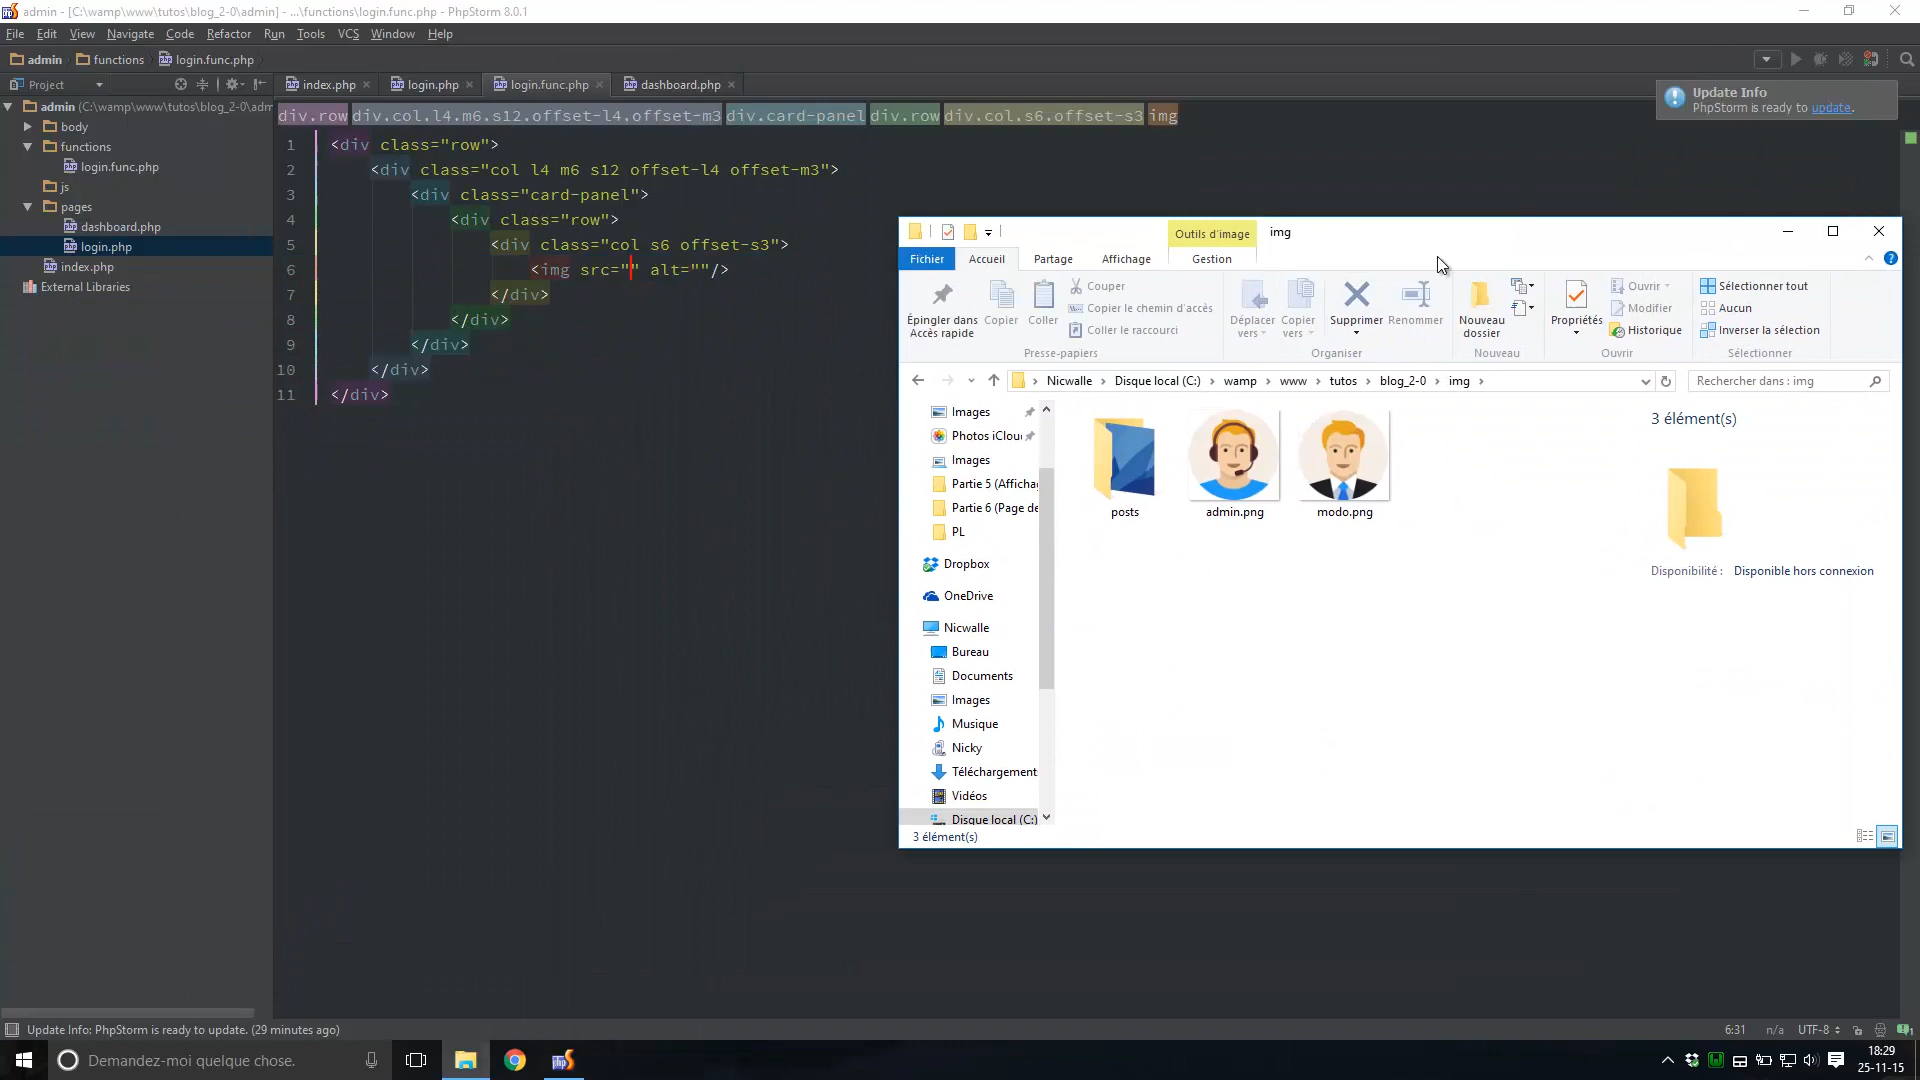 admin - [C:\wamp\www\tutos\blog_2-0\admin] - ...\functions\login.func.php - PhpStorm 8.0.1
File Edit View Navigate Code Refactor Run Tools VCS Window Help
admin functions login.func.php
Project
index.php login.php login.func.php dashboard.php
admin (C:\wamp\www\tutos\blog_2-0\adm
body
functions
login.func.php
js
pages
dashboard.php
login.php
index.php
External Libraries
Update Info
PhpStorm is ready to update.
div.row div.col.l4.m6.s12.offset-l4.offset-m3 div.card-panel div.row div.col.s6.offset-s3 img
1 <div class="row">
2 <div class="col l4 m6 s12 offset-l4 offset-m3">
3 <div class="card-panel">
4 <div class="row">
5 <div class="col s6 offset-s3">
6 <img src="" alt=""/>
7 </div>
8 </div>
9 </div>
10 </div>
11 </div>
Outils d'image img
Fichier Accueil Partage Affichage Gestion
Épingler dans Accès rapide
Copier
Coller
Couper
Copier le chemin d'accès
Coller le raccourci
Presse-papiers
Déplacer vers
Copier vers
Supprimer
Renommer
Organiser
Nouveau dossier
Nouveau
Propriétés
Ouvrir
Modifier
Historique
Ouvrir
Sélectionner tout
Aucun
Inverser la sélection
Sélectionner
Nicwalle Disque local (C:) wamp www tutos blog_2-0 img
Rechercher dans : img
Images
Photos iCloud
Images
Partie 5 (Affichag
Partie 6 (Page de
PL
Dropbox
OneDrive
Nicwalle
Bureau
Documents
Images
Musique
Nicky
Téléchargement
Vidéos
Disque local (C:)
posts
admin.png
modo.png
3 élément(s)
Disponibilité : Disponible hors connexion
3 élément(s)
Update Info: PhpStorm is ready to update. (29 minutes ago)
6:31 n/a UTF-8
Demandez-moi quelque chose.
18:29
25-11-15